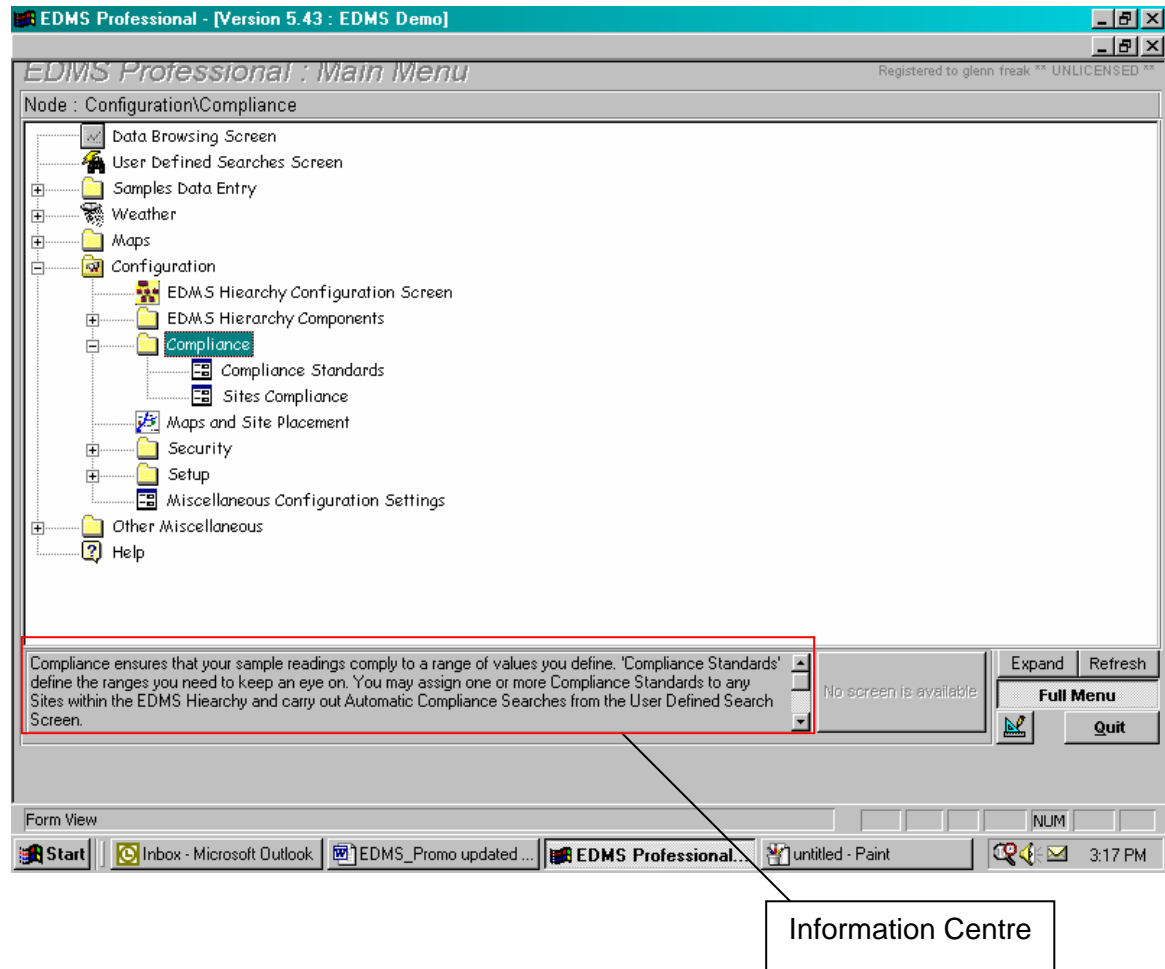 EDMS Professional - [Version 5.43 : EDMS Demo]
EDMS Professional : Main Menu
Registered to glenn freak ** UNLICENSED **
Node : Configuration\Compliance
Data Browsing Screen
User Defined Searches Screen
Samples Data Entry
Weather
Maps
Configuration
EDMS Hiearchy Configuration Screen
EDMS Hierarchy Components
Compliance
Compliance Standards
Sites Compliance
Maps and Site Placement
Security
Setup
Miscellaneous Configuration Settings
Other Miscellaneous
Help
Compliance ensures that your sample readings comply to a range of values you define. 'Compliance Standards'
define the ranges you need to keep an eye on. You may assign one or more Compliance Standards to any
Sites within the EDMS Hiearchy and carry out Automatic Compliance Searches from the User Defined Search
Screen.
No screen is available
Expand
Refresh
Full Menu
Quit
Form View
NUM
Start
Inbox - Microsoft Outlook
EDMS_Promo updated ...
EDMS Professional...
untitled - Paint
3:17 PM
Information Centre